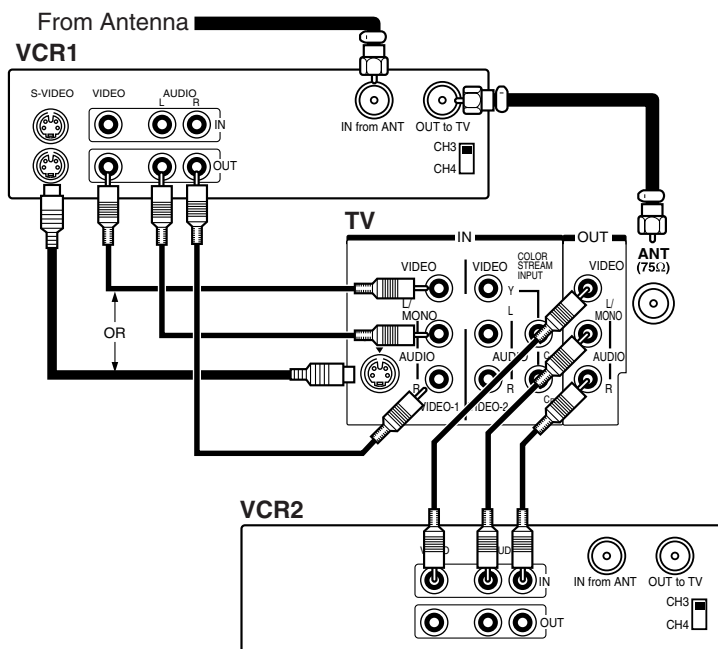 From Antenna
VCR1
S-VIDEO VIDEO AUDIO
L R
IN
IN from ANT OUT to TV
OUT
CH3
CH4
TV
IN OUT
ANT
(75Ω)
VIDEO VIDEO COLOR STREAM INPUT VIDEO
Y
L/MONO L L/MONO
OR
AUDIO AUDIO AUDIO
R R R
VIDEO-1
VCR2
IN
IN from ANT OUT to TV
OUT
CH3
CH4